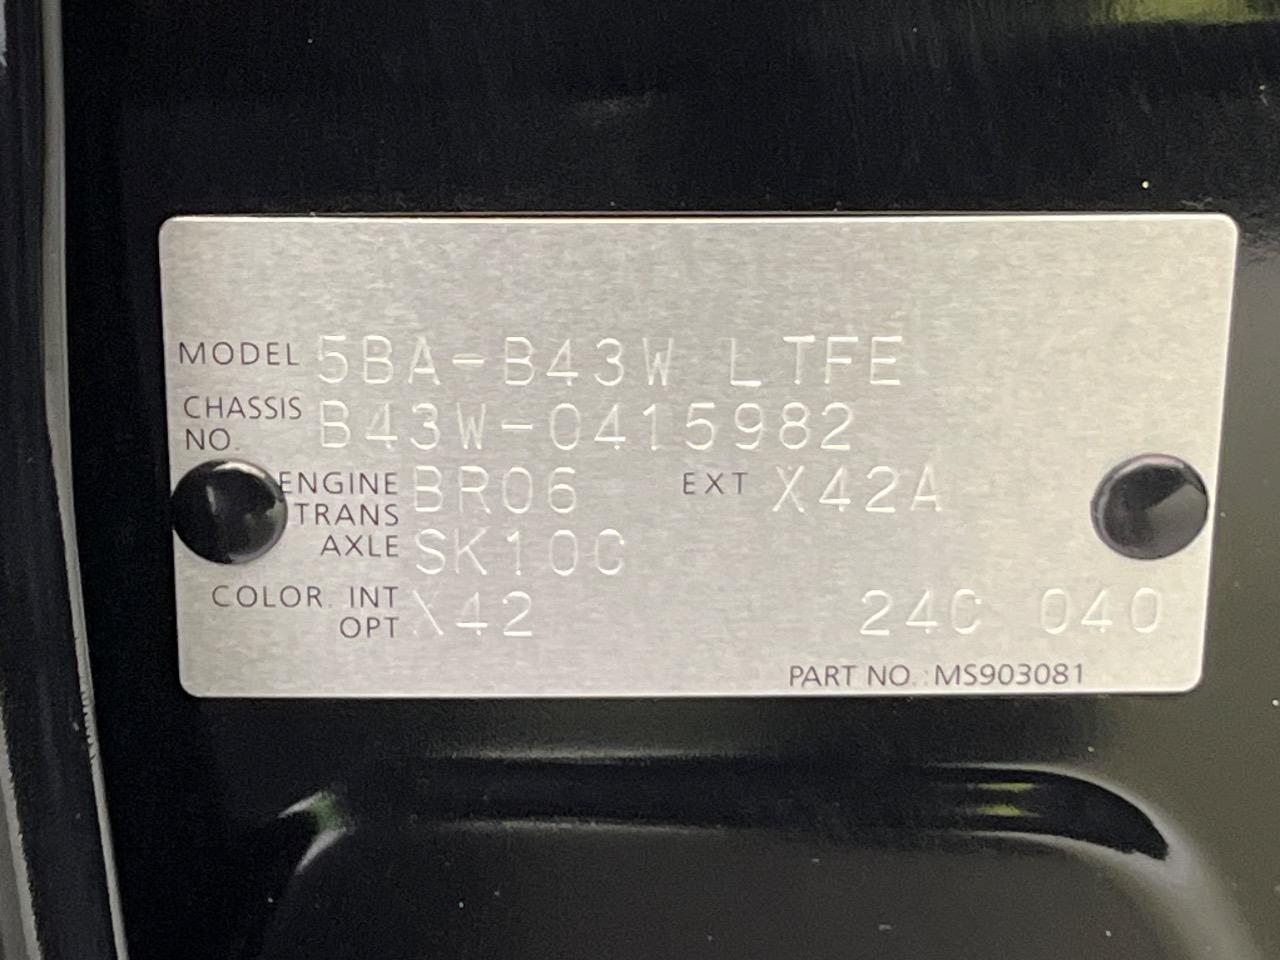 MODEL 5BA-B43W LTFE
CHASSIS NO. B43W-0415982
ENGINE BR06 EXT X42A
TRANS AXLE SK10C
COLOR. INT OPT X42 24C 040
PART NO.:MS903081